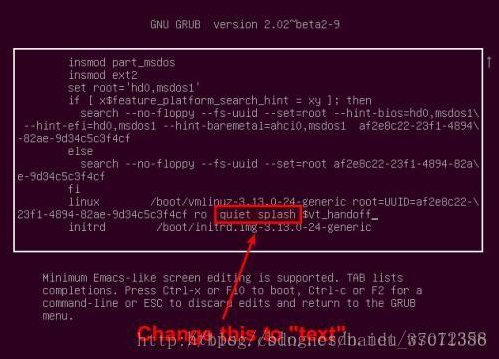 GNU GRUB  version 2.02~beta2-9
insmod part_msdos
insmod ext2
set root='hd0,msdos1'
if [ x$feature_platform_search_hint = xy ]; then
search --no-floppy --fs-uuid --set=root --hint-bios=hd0,msdos1\
--hint-efi=hd0,msdos1 --hint-baremetal=ahci0,msdos1  af2e8c22-23f1-4894\
-82ae-9d34c5c3f4cf
else
search --no-floppy --fs-uuid --set=root af2e8c22-23f1-4894-82a\
e-9d34c5c3f4cf
fi
linux /boot/vmlinuz-3.13.0-24-generic root=UUID=af2e8c22-\
23f1-4894-82ae-9d34c5c3f4cf ro quiet splash $vt_handoff_
initrd /boot/initrd.img-3.13.0-24-generic
Minimum Emacs-like screen editing is supported. TAB lists
completions. Press Ctrl-x or F10 to boot, Ctrl-c or F2 for a
command-line or ESC to discard edits and return to the GRUB
menu.
Change this to "text"